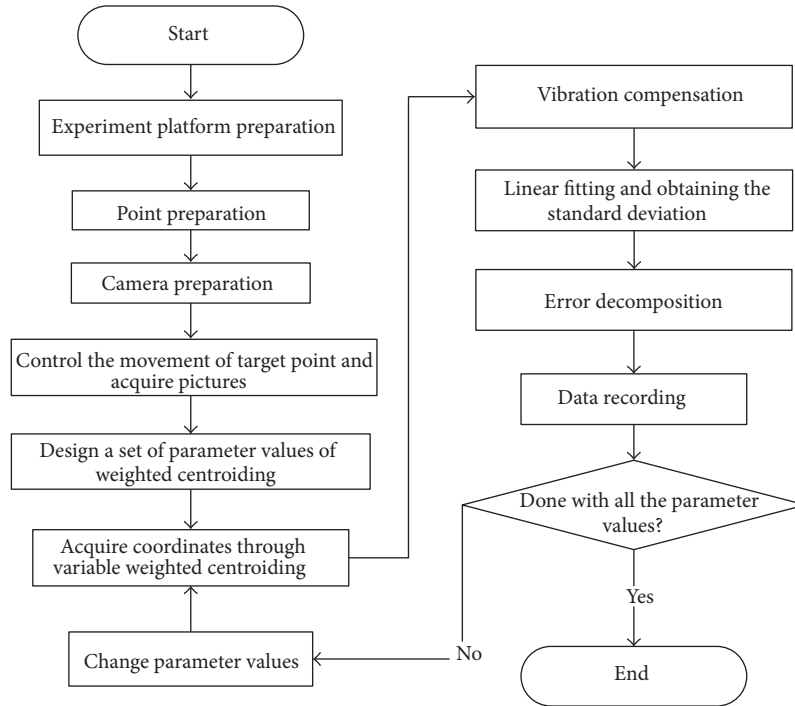 Start
Experiment platform preparation
Point preparation
Camera preparation
Control the movement of target point and
acquire pictures
Design a set of parameter values of
weighted centroiding
Acquire coordinates through
variable weighted centroiding
Change parameter values
Vibration compensation
Linear fitting and obtaining the
standard deviation
Error decomposition
Data recording
Done with all the parameter
values?
Yes
No
End